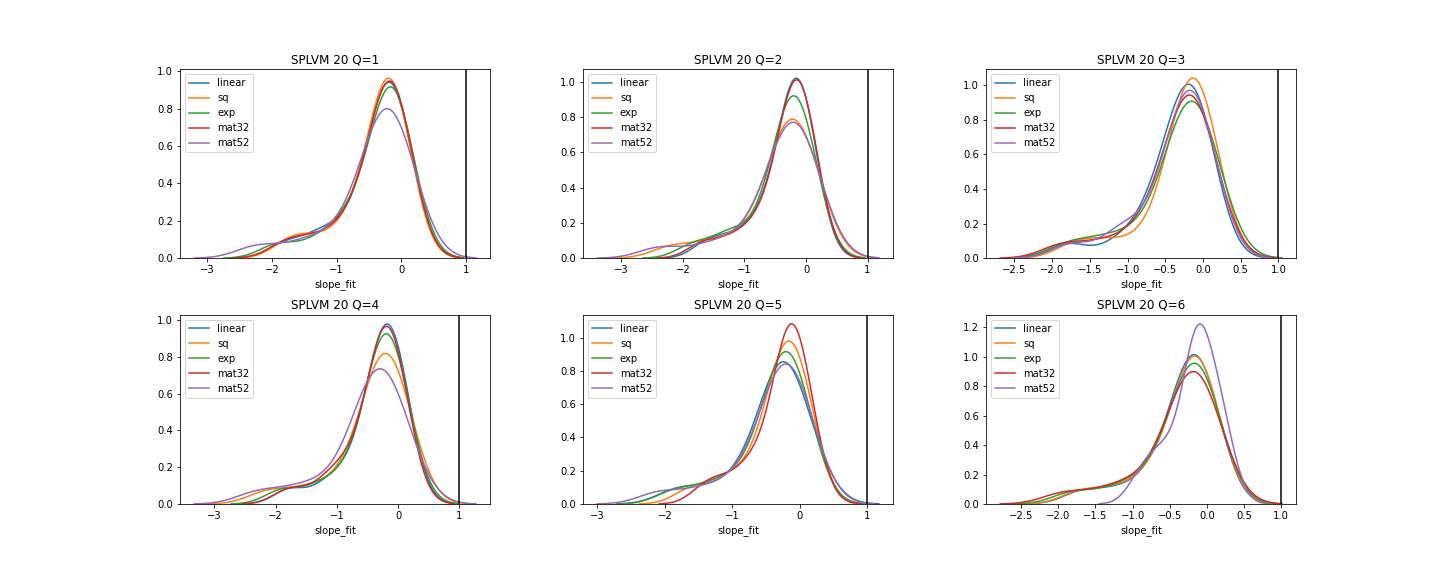 SPLVM 20 Q=1
SPLVM 20 Q=2
SPLVM 20 Q=3
1.0
0.8
0.6
0.4
0.2
0.0
linear
sq
exp
mat32
mat52
−3
−2
−1
0
1
slope_fit
1.0
0.8
0.6
0.4
0.2
0.0
linear
sq
exp
mat32
mat52
−3
−2
−1
0
1
slope_fit
1.0
0.8
0.6
0.4
0.2
0.0
linear
sq
exp
mat32
mat52
−2.5
−2.0
−1.5
−1.0
−0.5
0.0
0.5
1.0
slope_fit
SPLVM 20 Q=4
SPLVM 20 Q=5
SPLVM 20 Q=6
1.0
0.8
0.6
0.4
0.2
0.0
linear
sq
exp
mat32
mat52
−3
−2
−1
0
1
slope_fit
1.0
0.8
0.6
0.4
0.2
0.0
linear
sq
exp
mat32
mat52
−3
−2
−1
0
1
slope_fit
1.2
1.0
0.8
0.6
0.4
0.2
0.0
linear
sq
exp
mat32
mat52
−2.5
−2.0
−1.5
−1.0
−0.5
0.0
0.5
1.0
slope_fit